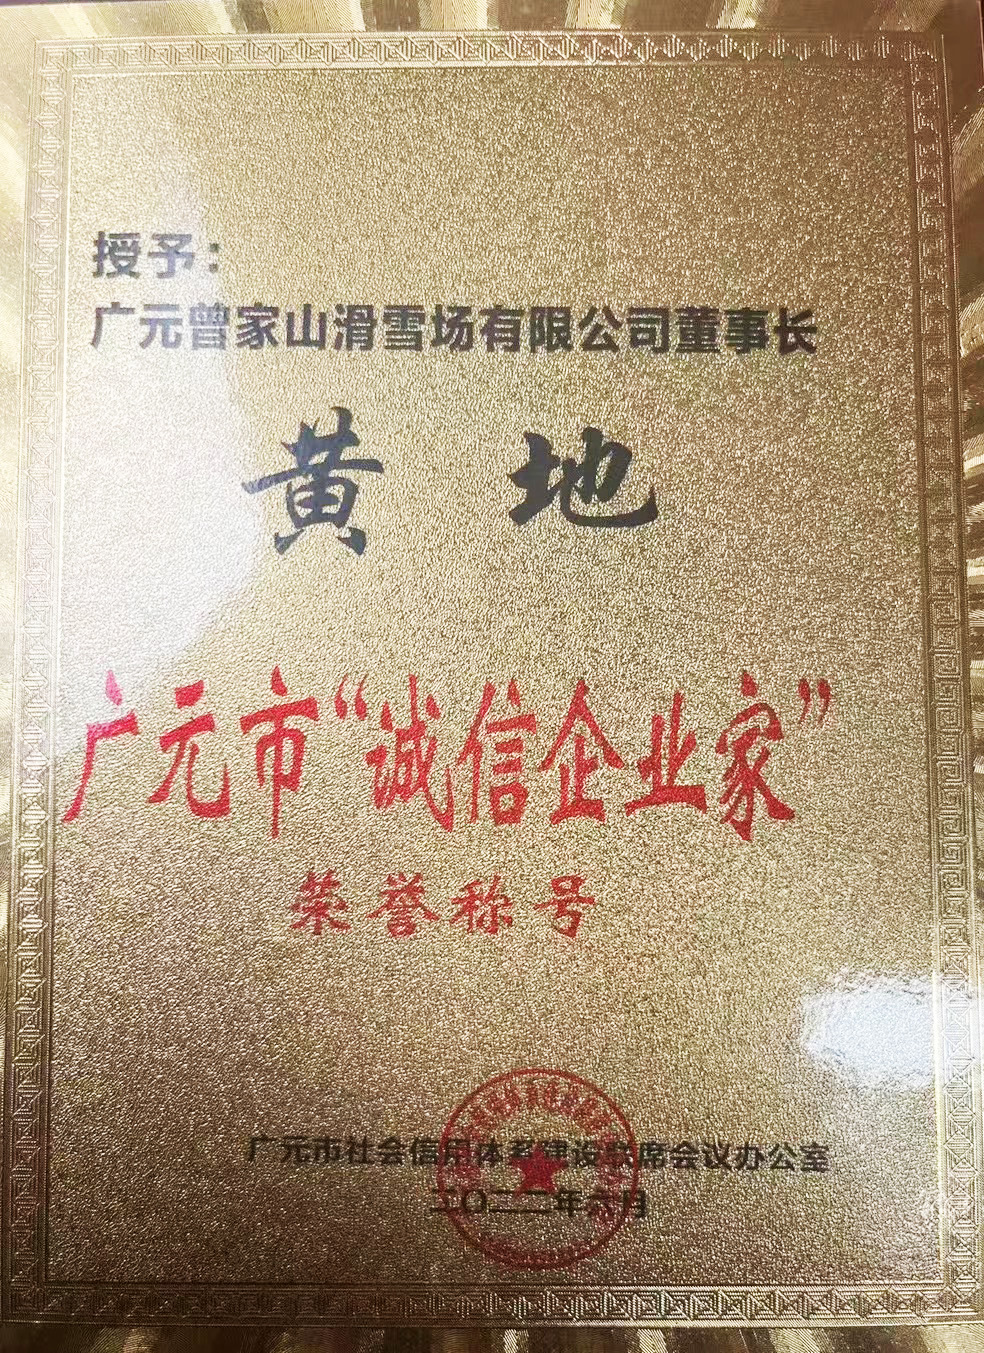 授予：
广元曾家山滑雪场有限公司董事长
黄地
广元市“诚信企业家”
荣誉称号
广元市社会信用体系建设联席会议办公室
二〇二二年六月